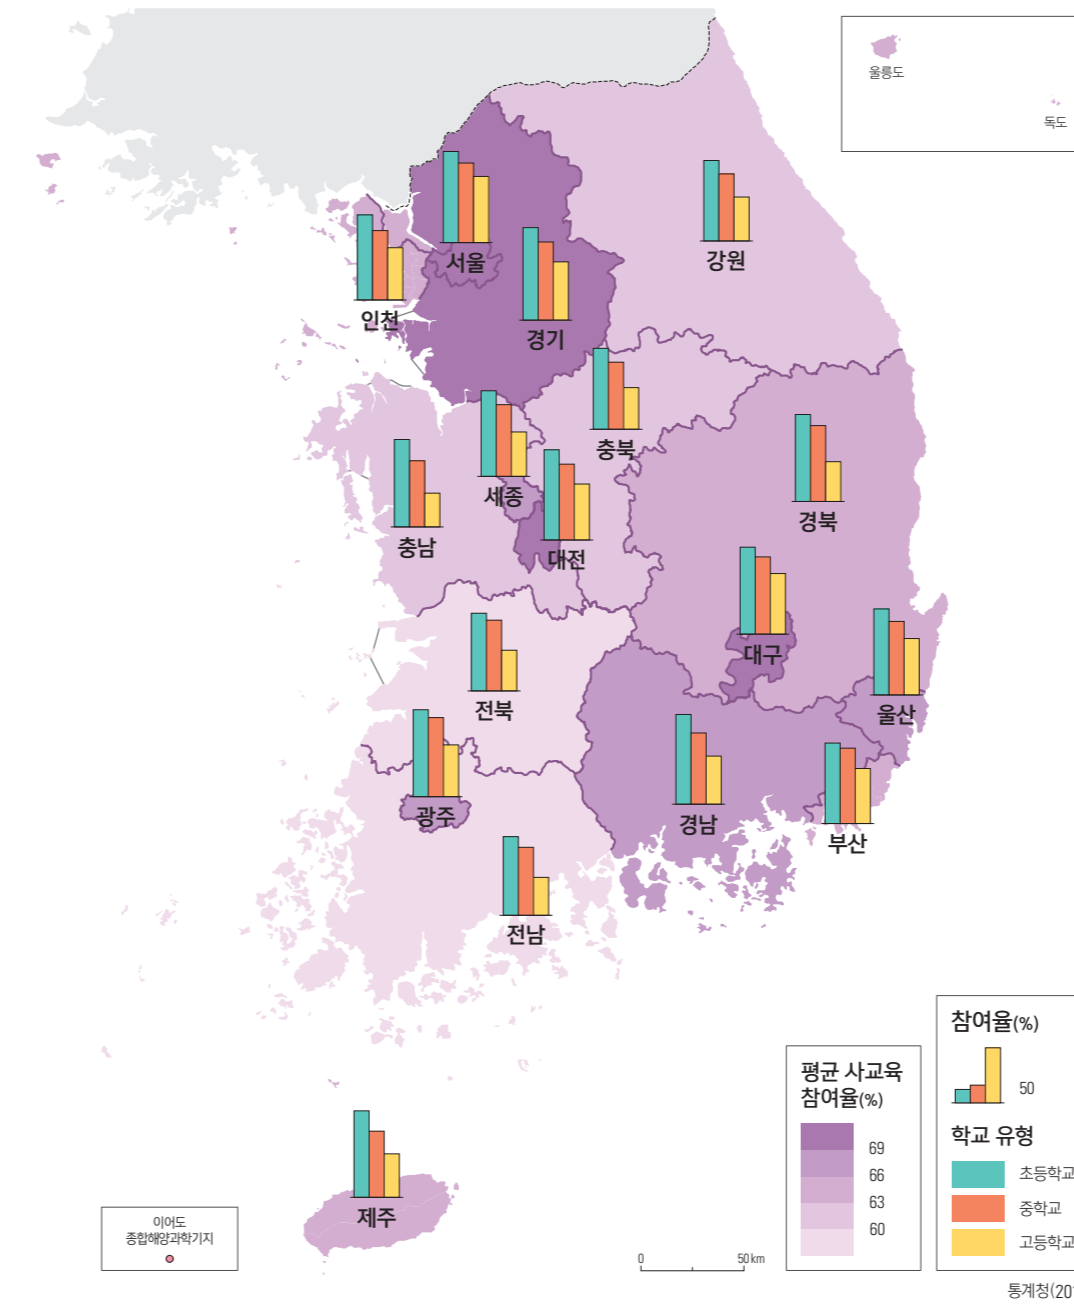 울릉도
독도
서울
강원
인천
경기
충북
세종
경북
충남
대전
대구
전북
울산
광주
경남
부산
전남
제주
이어도
종합해양과학기지
0 50 km
평균 사교육
참여율(%)
69
66
63
60
참여율(%)
50
학교 유형
초등학교
중학교
고등학교
통계청(201